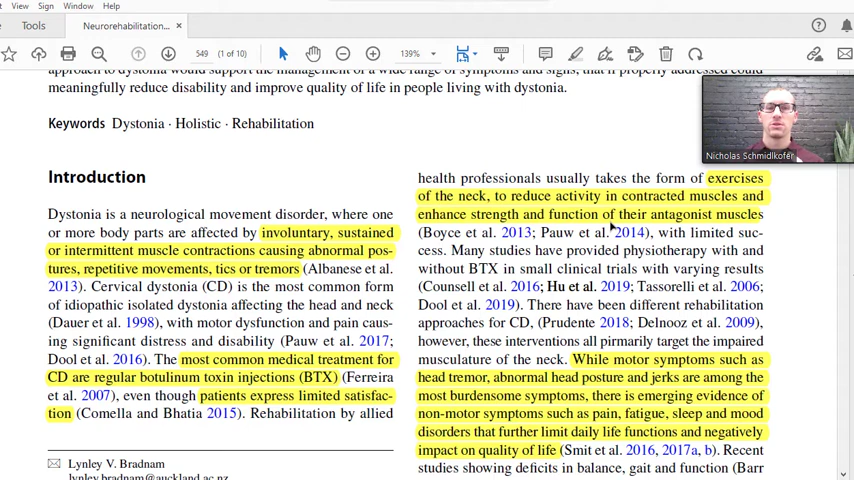 View Sign Window Help
Tools Neurorehabilitation... ×
549 (1 of 10) 139%
approach to dystonia would support the management of a wide range of symptoms and signs, that if properly addressed could
meaningfully reduce disability and improve quality of life in people living with dystonia.
Keywords Dystonia · Holistic · Rehabilitation
Nicholas Schmidlkofer
Introduction
Dystonia is a neurological movement disorder, where one
or more body parts are affected by involuntary, sustained
or intermittent muscle contractions causing abnormal pos-
tures, repetitive movements, tics or tremors (Albanese et al.
2013). Cervical dystonia (CD) is the most common form
of idiopathic isolated dystonia affecting the head and neck
(Dauer et al. 1998), with motor dysfunction and pain caus-
ing significant distress and disability (Pauw et al. 2017;
Dool et al. 2016). The most common medical treatment for
CD are regular botulinum toxin injections (BTX) (Ferreira
et al. 2007), even though patients express limited satisfac-
tion (Comella and Bhatia 2015). Rehabilitation by allied
Lynley V. Bradnam
lynley.bradnam@auckland.ac.nz
health professionals usually takes the form of exercises
of the neck, to reduce activity in contracted muscles and
enhance strength and function of their antagonist muscles
(Boyce et al. 2013; Pauw et al. 2014), with limited suc-
cess. Many studies have provided physiotherapy with and
without BTX in small clinical trials with varying results
(Counsell et al. 2016; Hu et al. 2019; Tassorelli et al. 2006;
Dool et al. 2019). There have been different rehabilitation
approaches for CD, (Prudente 2018; Delnooz et al. 2009),
however, these interventions all primarily target the impaired
musculature of the neck. While motor symptoms such as
head tremor, abnormal head posture and jerks are among the
most burdensome symptoms, there is emerging evidence of
non-motor symptoms such as pain, fatigue, sleep and mood
disorders that further limit daily life functions and negatively
impact on quality of life (Smit et al. 2016, 2017a, b). Recent
studies showing deficits in balance, gait and function (Barr